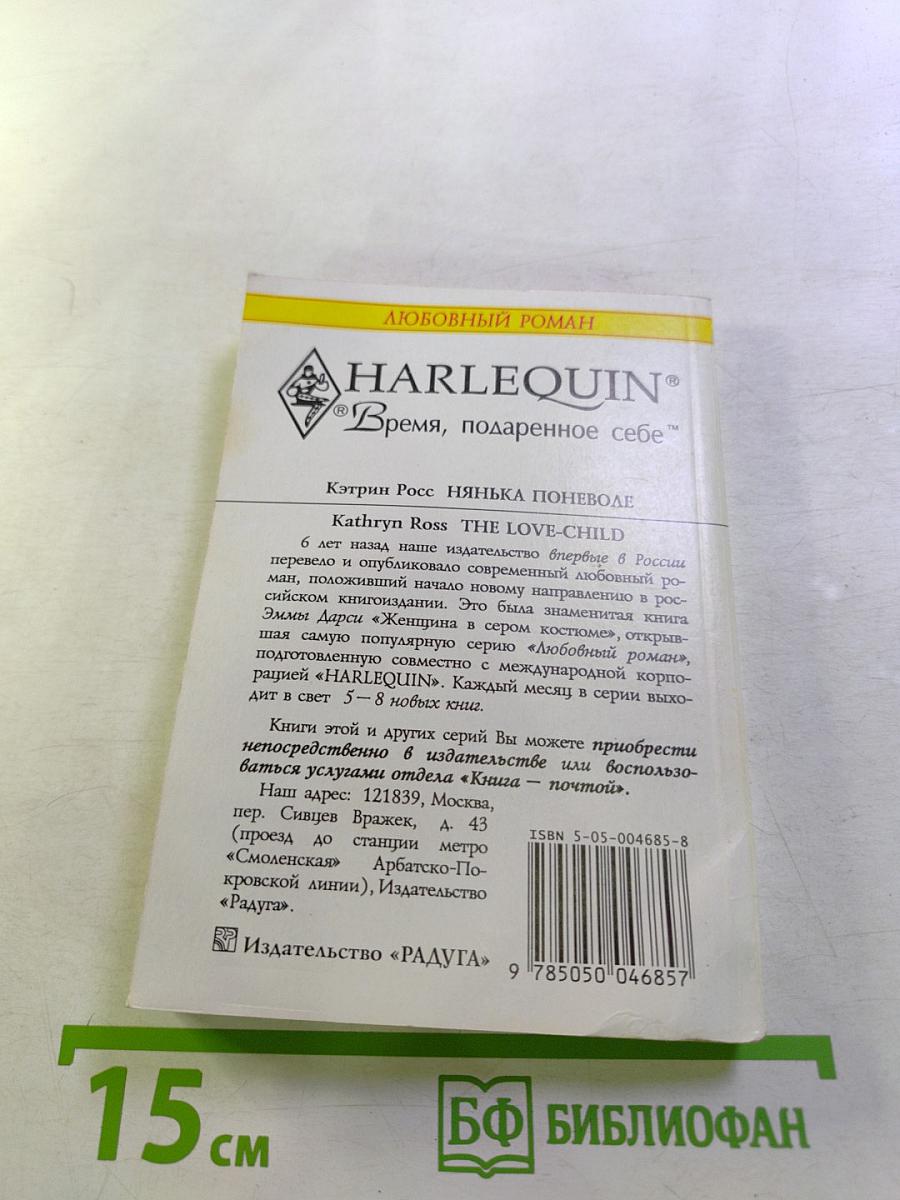 ЛЮБОВНЫЙ РОМАН
HARLEQUIN®
® Время, подаренное себе™
Кэтрин Росс НЯНЬКА ПОНЕВОЛЕ
Kathryn Ross THE LOVE-CHILD
6 лет назад наше издательство впервые в России
перевело и опубликовало современный любовный ро-
ман, положивший начало новому направлению в рос-
сийском книгоиздании. Это была знаменитая книга
Эммы Дарси «Женщина в сером костюме», открыв-
шая самую популярную серию «Любовный роман»,
подготовленную совместно с международной корпо-
рацией «HARLEQUIN». Каждый месяц в серии выхо-
дит в свет 5 — 8 новых книг.
Книги этой и других серий Вы можете приобрести
непосредственно в издательстве или воспользо-
ваться услугами отдела «Книга — почтой».
Наш адрес: 121839, Москва,
пер. Сивцев Вражек, д. 43
(проезд до станции метро
«Смоленская» Арбатско-По-
кровской линии), Издательство
«Радуга».
Издательство «РАДУГА»
ISBN 5-05-004685-8
9 785050 046857
15 см
БФ БИБЛИОФАН